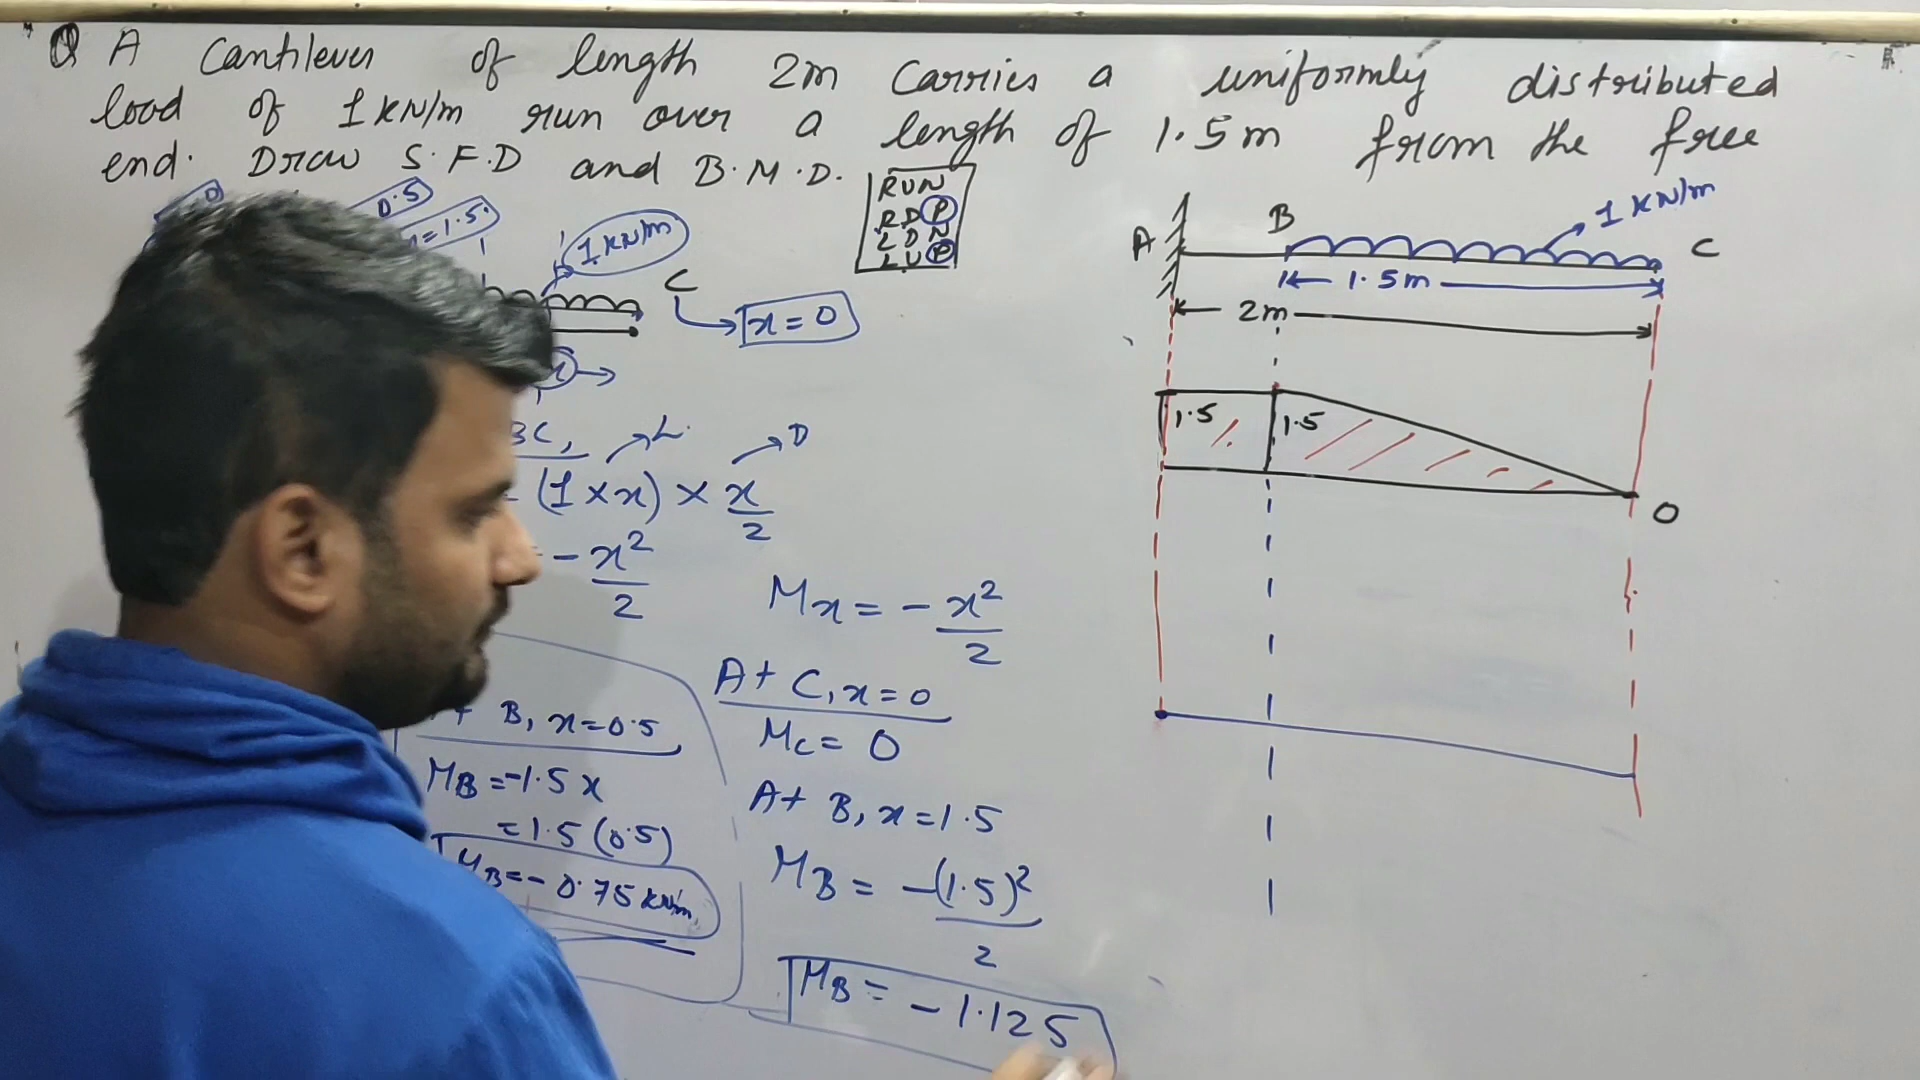 Q A Cantilever of length 2m Carries a uniformly distributed
load of 1 kN/m run over a length of 1.5m from the free
end. Draw S.F.D and B.M.D.
RUN
RDP
LDN
LUP
0.5
=1.5
1 kN/m
C
x=0
BC,
L
D
(1 × x) × x/2
= - x²/2
B, x=0.5
MB = -1.5 x
= 1.5 (0.5)
MB = - 0.75 kN/m
Mx = - x²/2
At C, x=0
Mc = 0
At B, x=1.5
MB = -(1.5)²/2
MB = -1.125
A
B
1 kN/m
C
1.5m
2m
1.5
1.5
0